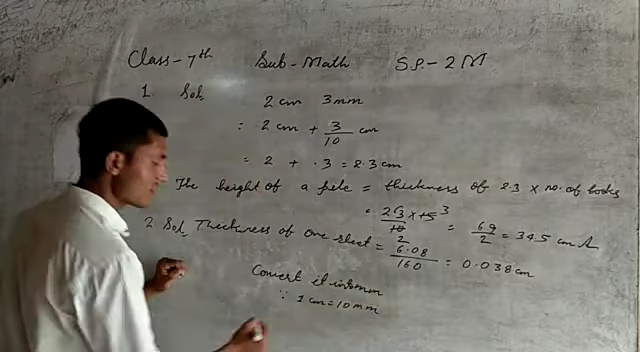 Class-7th Sub-Math S.P.-2M
1 Sol,
2 cm 3 mm
= 2 cm + 3/10 cm
= 2 + .3 = 2.3 cm
The height of a pile = thickness of 2.3 × no. of books
= 23/10 2 × 15 3 = 69/2 = 34.5 cm
2 Sol, Thickness of one sheet = 6.08/160 = 0.038 cm
Convert it into mm
∵ 1 cm = 10 mm